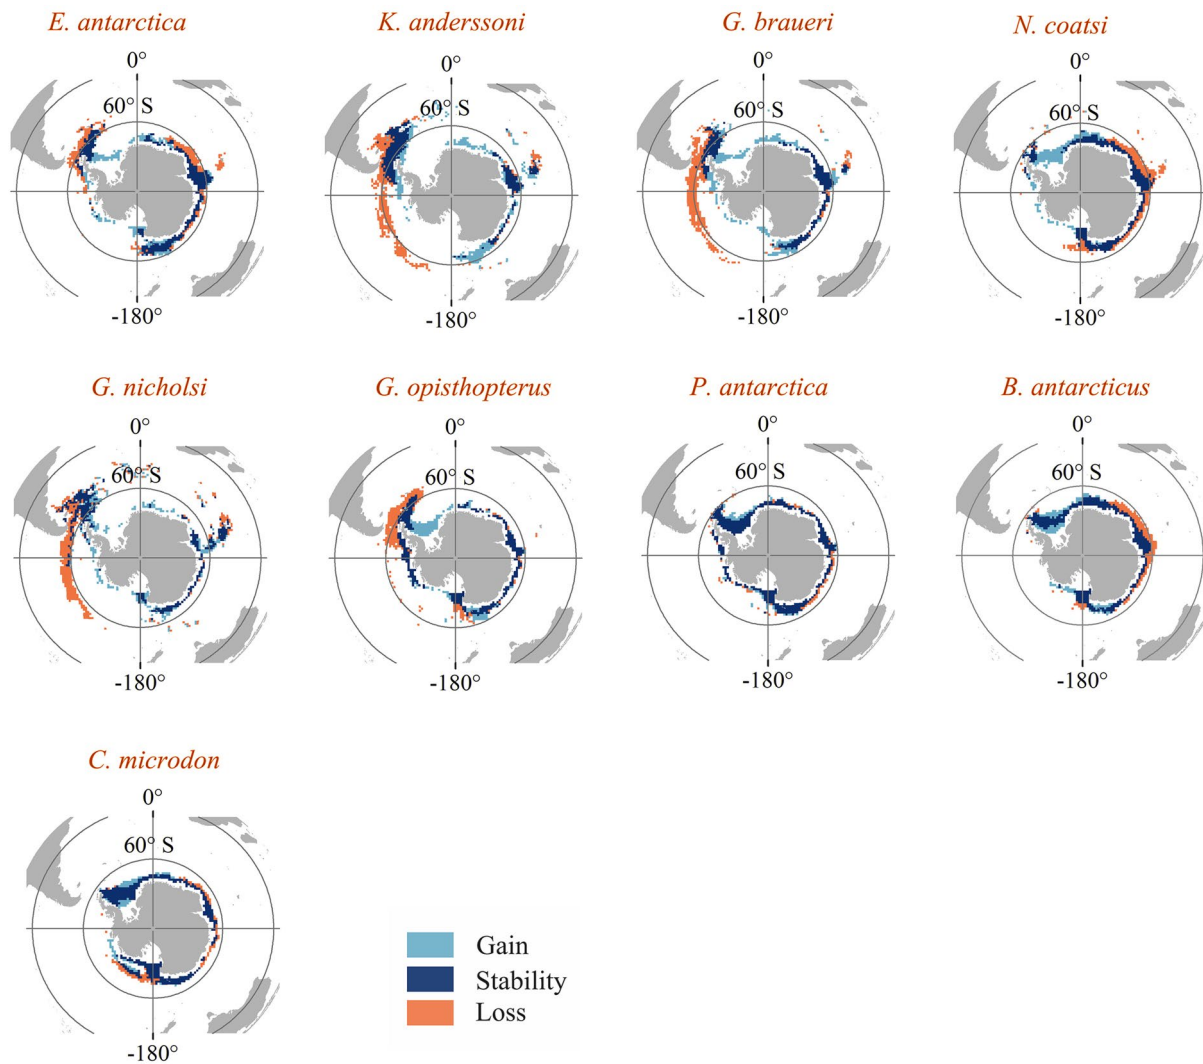 E. antarctica
K. anderssoni
G. braueri
N. coatsi
0°
0°
0°
0°
60° S
60° S
60° S
60° S
-180°
-180°
-180°
-180°
G. nicholsi
G. opisthopterus
P. antarctica
B. antarcticus
0°
0°
0°
0°
60° S
60° S
60° S
60° S
-180°
-180°
-180°
-180°
C. microdon
0°
60° S
-180°
Gain
Stability
Loss